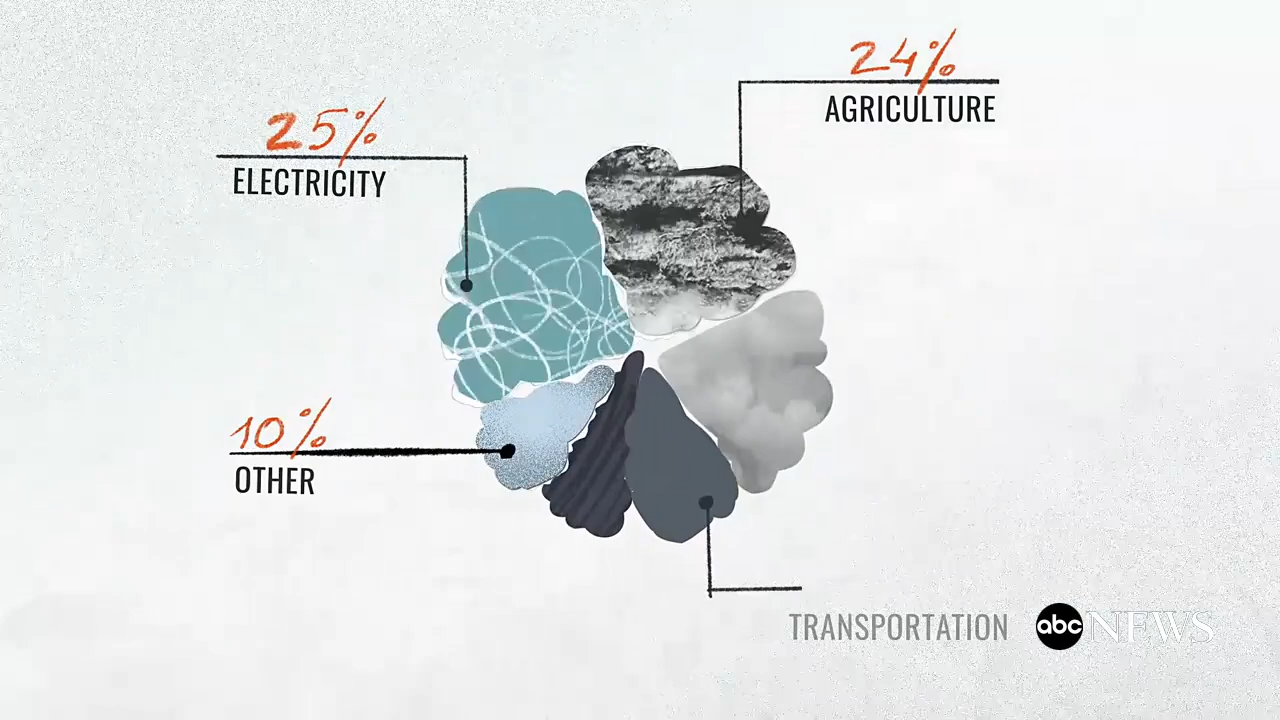 24%
AGRICULTURE
25%
ELECTRICITY
10%
OTHER
TRANSPORTATION
abc NEWS